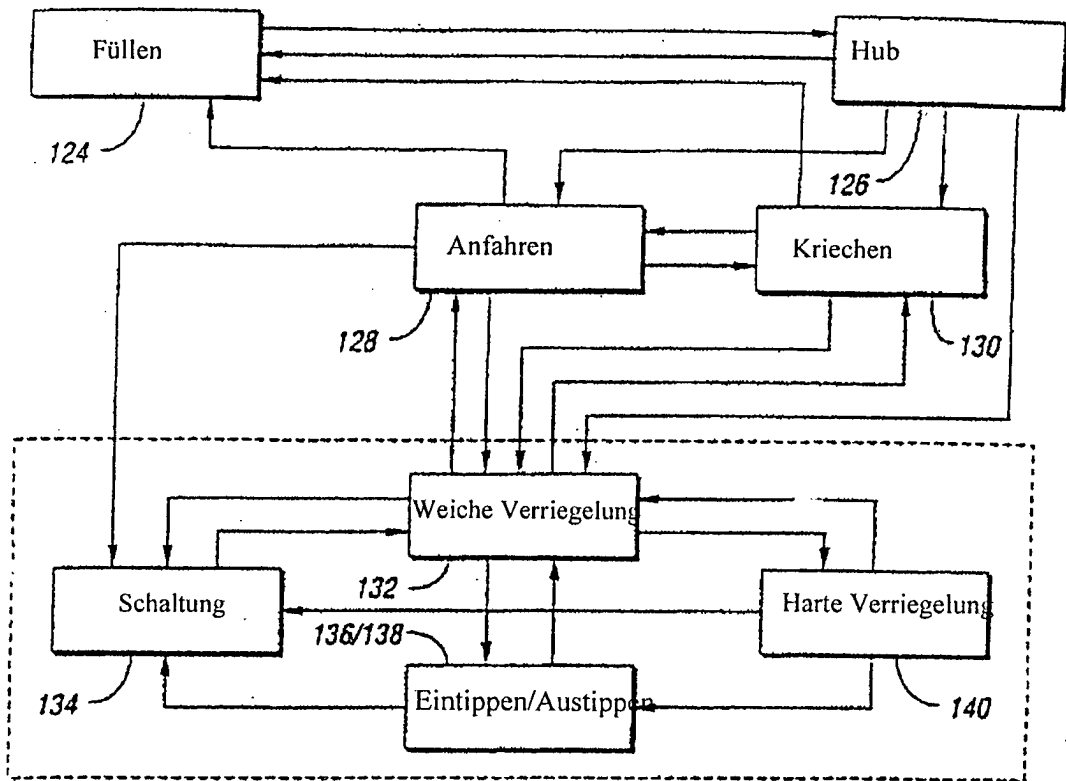 Füllen
Hub
124
126
Anfahren
Kriechen
128
130
Weiche Verriegelung
132
Schaltung
Harte Verriegelung
136/138
134
Eintippen/Austippen
140